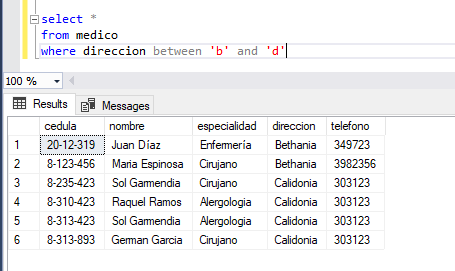 select *
from medico
where direccion between 'b' and 'd'
100 %
Results Messages
cedula nombre especialidad direccion telefono
1 20-12-319 Juan Díaz Enfermería Bethania 349723
2 8-123-456 Maria Espinosa Cirujano Bethania 3982356
3 8-235-423 Sol Garmendia Cirujano Calidonia 303123
4 8-310-423 Raquel Ramos Alergologia Calidonia 303123
5 8-313-423 Sol Garmendia Alergologia Calidonia 303123
6 8-313-893 German Garcia Cirujano Calidonia 303123